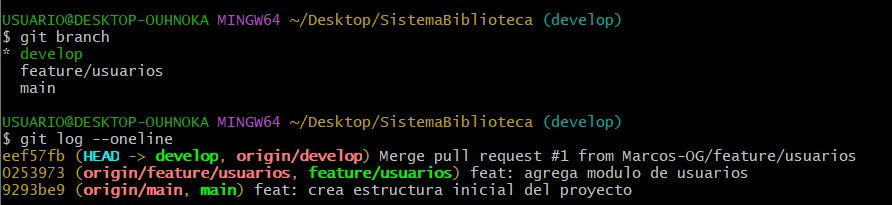 USUARIO@DESKTOP-OUHNOKA MINGW64 ~/Desktop/SistemaBiblioteca (develop)
$ git branch
* develop
  feature/usuarios
  main
USUARIO@DESKTOP-OUHNOKA MINGW64 ~/Desktop/SistemaBiblioteca (develop)
$ git log --oneline
eef57fb (HEAD -> develop, origin/develop) Merge pull request #1 from Marcos-OG/feature/usuarios
0253973 (origin/feature/usuarios, feature/usuarios) feat: agrega modulo de usuarios
9293be9 (origin/main, main) feat: crea estructura inicial del proyecto